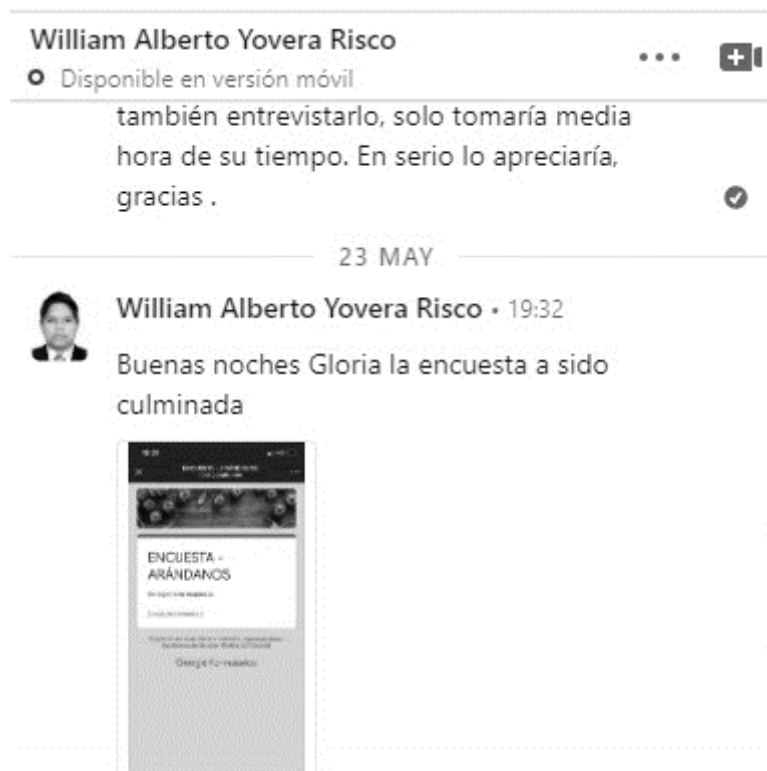 William Alberto Yovera Risco
Disponible en versión móvil
también entrevistarlo, solo tomaría media
hora de su tiempo. En serio lo apreciaría,
gracias .
23 MAY
William Alberto Yovera Risco • 19:32
Buenas noches Gloria la encuesta a sido
culminada
ENCUESTA -
ARÁNDANOS
Google Formularios